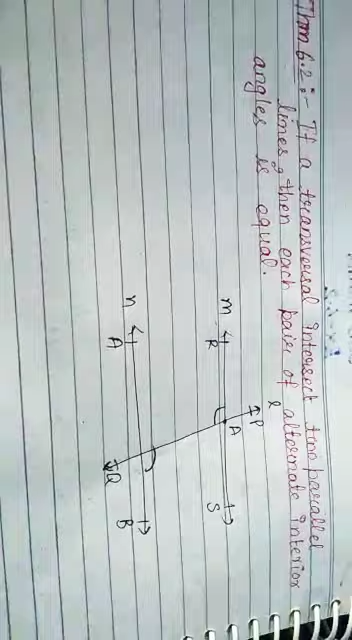 Thm 6.2 :- If a transversal intersect two parallel
lines, then each pair of alternate interior
angles is equal.
l
P
m R A S
n A B
Q